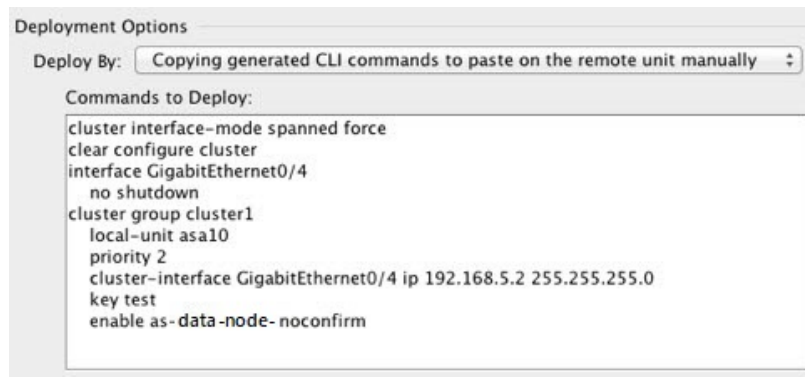 Deployment Options
Deploy By: Copying generated CLI commands to paste on the remote unit manually
Commands to Deploy:
cluster interface-mode spanned force
clear configure cluster
interface GigabitEthernet0/4
no shutdown
cluster group cluster1
local-unit asa10
priority 2
cluster-interface GigabitEthernet0/4 ip 192.168.5.2 255.255.255.0
key test
enable as-data-node-noconfirm